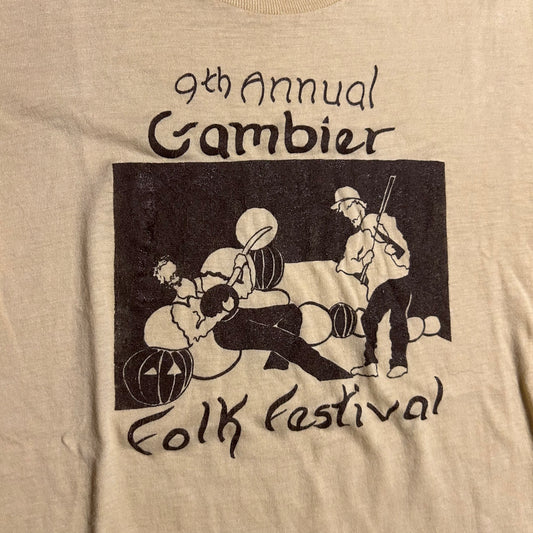 9th Annual
Gambier
Folk Festival